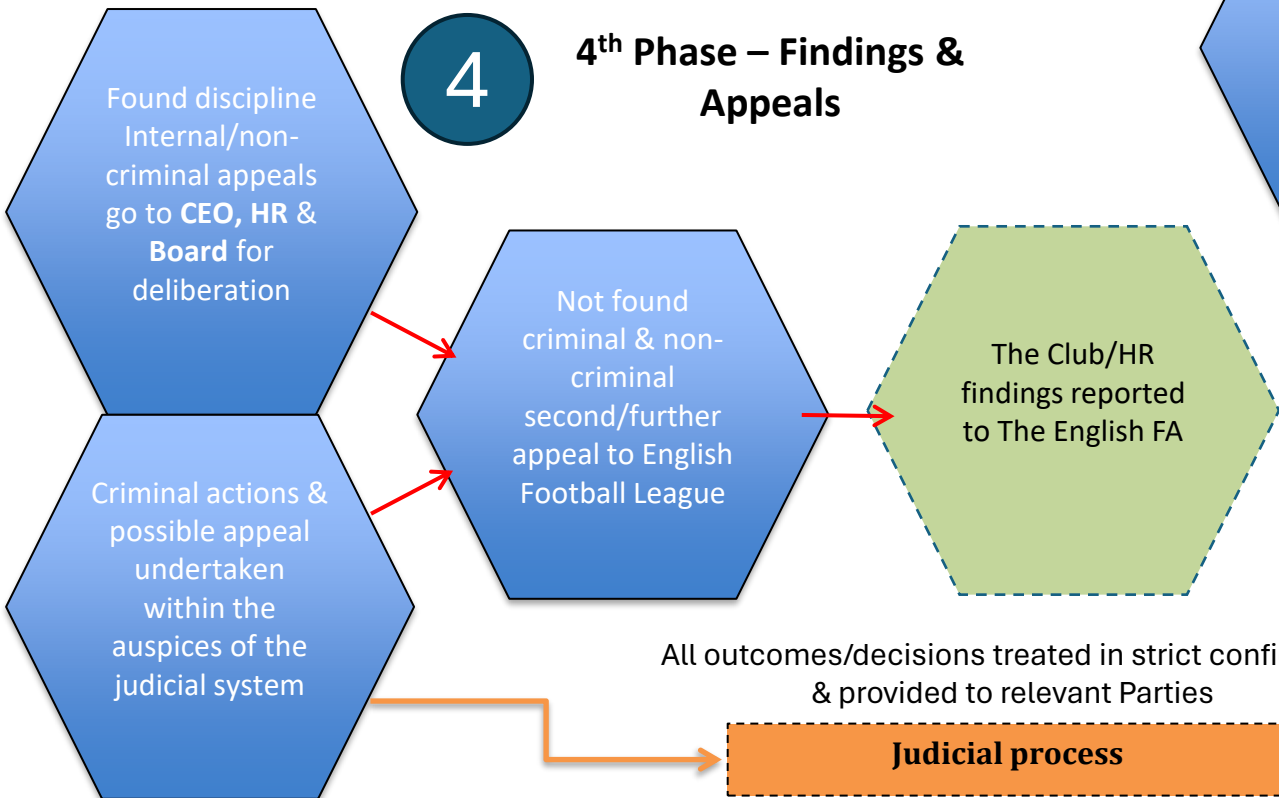 4
4th Phase – Findings &
Appeals
Found discipline
Internal/non-
criminal appeals
go to CEO, HR &
Board for
deliberation
Not found
criminal & non-
criminal
second/further
appeal to English
Football League
The Club/HR
findings reported
to The English FA
Criminal actions &
possible appeal
undertaken
within the
auspices of the
judicial system
All outcomes/decisions treated in strict confi
& provided to relevant Parties
Judicial process